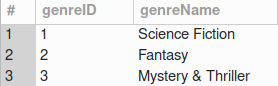 # genreID genreName
1 1 Science Fiction
2 2 Fantasy
3 3 Mystery & Thriller